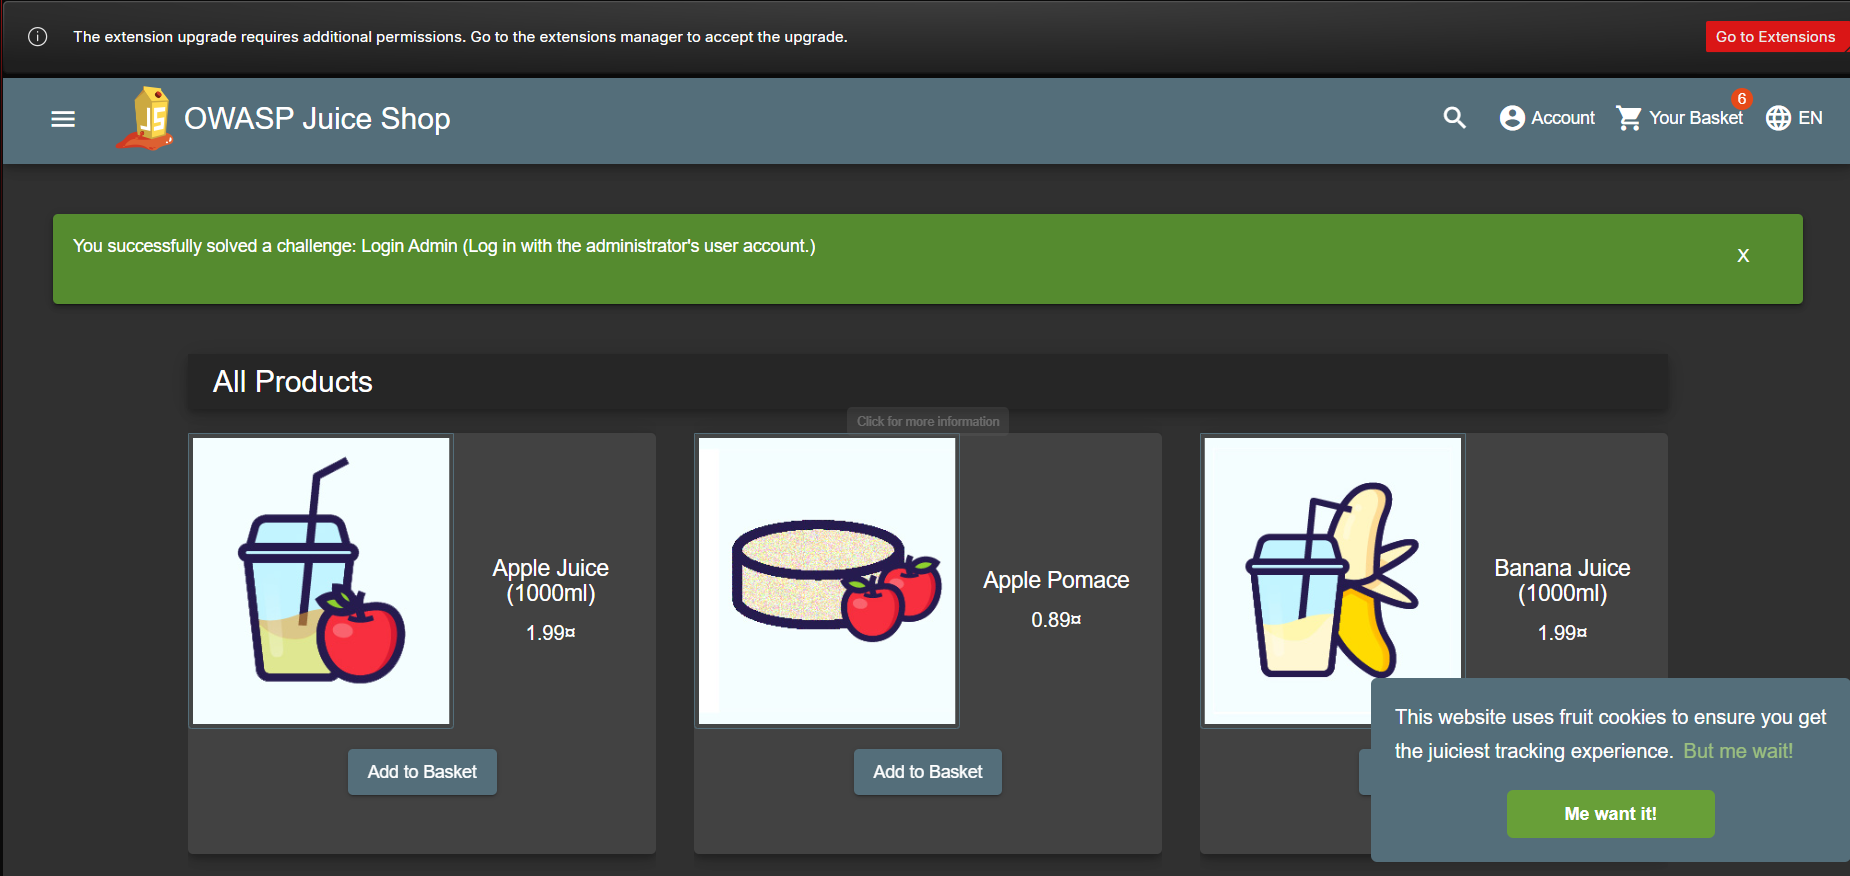 The extension upgrade requires additional permissions. Go to the extensions manager to accept the upgrade.
Go to Extensions
JS
OWASP Juice Shop
Account
Your Basket
6
EN
You successfully solved a challenge: Login Admin (Log in with the administrator's user account.)
X
All Products
Click for more information
Apple Juice
(1000ml)
1.99¤
Add to Basket
Apple Pomace
0.89¤
Add to Basket
Banana Juice
(1000ml)
1.99¤
This website uses fruit cookies to ensure you get
the juiciest tracking experience. But me wait!
Me want it!